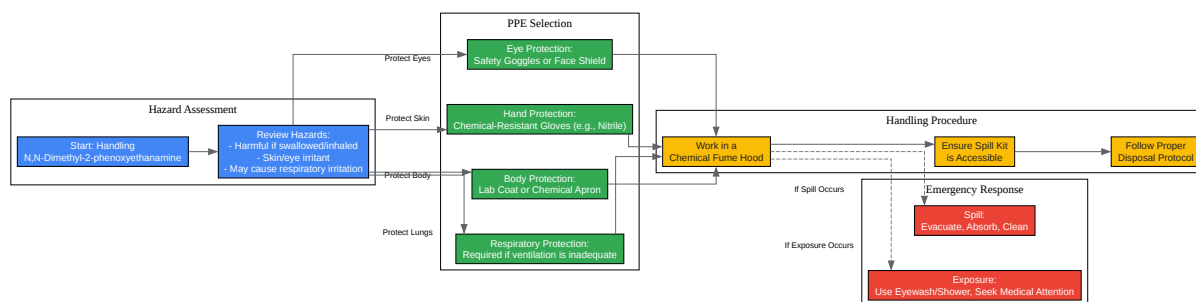 Hazard Assessment
Start: Handling
N,N-Dimethyl-2-phenoxyethanamine
Review Hazards:
- Harmful if swallowed/inhaled
- Skin/eye irritant
- May cause respiratory irritation
Protect Eyes
Protect Skin
Protect Body
Protect Lungs
PPE Selection
Eye Protection:
Safety Goggles or Face Shield
Hand Protection:
Chemical-Resistant Gloves (e.g., Nitrile)
Body Protection:
Lab Coat or Chemical Apron
Respiratory Protection:
Required if ventilation is inadequate
Handling Procedure
Work in a
Chemical Fume Hood
Ensure Spill Kit
is Accessible
Follow Proper
Disposal Protocol
If Spill Occurs
If Exposure Occurs
Emergency Response
Spill:
Evacuate, Absorb, Clean
Exposure:
Use Eyewash/Shower, Seek Medical Attention